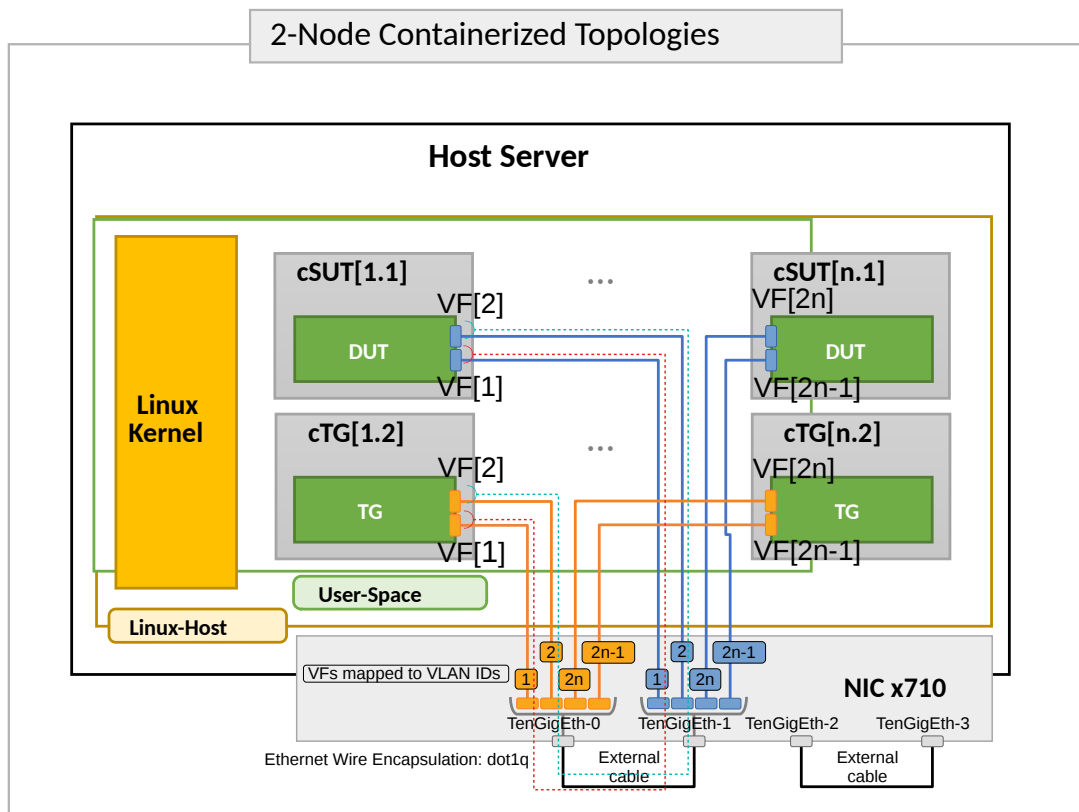 2-Node Containerized Topologies
Host Server
cSUT[1.1]
...
cSUT[n.1]
VF[2]
VF[2n]
DUT
DUT
VF[1]
VF[2n-1]
Linux
Kernel
cTG[1.2]
...
cTG[n.2]
VF[2]
VF[2n]
TG
TG
VF[1]
VF[2n-1]
User-Space
Linux-Host
2
2n-1
2
2n-1
VFs mapped to VLAN IDs
1
2n
1
2n
NIC x710
TenGigEth-0
TenGigEth-1
TenGigEth-2
TenGigEth-3
Ethernet Wire Encapsulation: dot1q
External
cable
External
cable